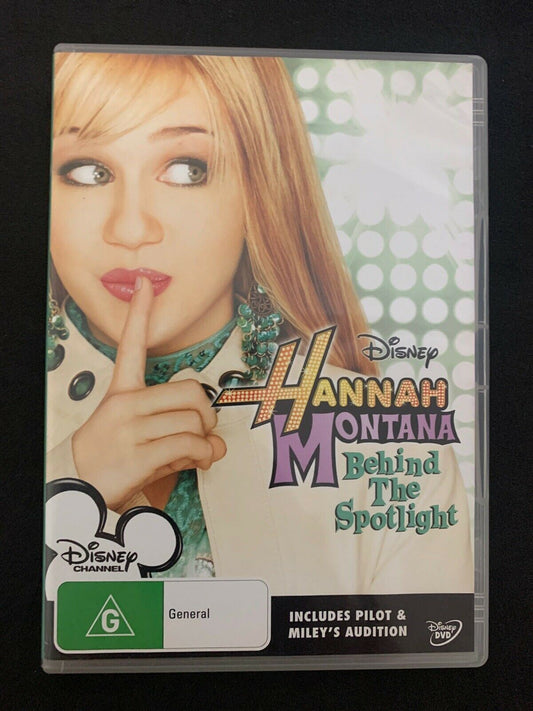 Disney
HANNAH
MONTANA
Behind
The
Spotlight
Disney
CHANNEL
G
General
INCLUDES PILOT &
MILEY'S AUDITION
Disney
DVD